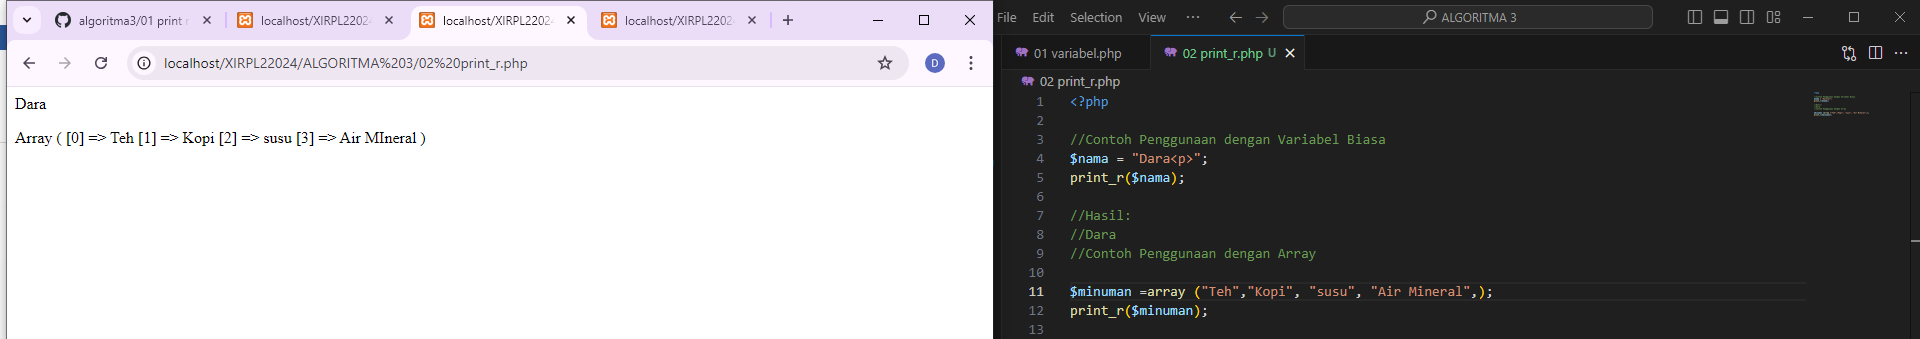 algoritma3/01 print r
localhost/XIRPL2202
localhost/XIRPL2202
localhost/XIRPL2202
localhost/XIRPL22024/ALGORITMA%203/02%20print_r.php
D
Dara
Array ( [0] => Teh [1] => Kopi [2] => susu [3] => Air MIneral )
File Edit Selection View ...
ALGORITMA 3
01 variabel.php
02 print_r.php U
02 print_r.php
1 <?php
2
3 //Contoh Penggunaan dengan Variabel Biasa
4 $nama = "Dara<p>";
5 print_r($nama);
6
7 //Hasil:
8 //Dara
9 //Contoh Penggunaan dengan Array
10
11 $minuman =array ("Teh","Kopi", "susu", "Air Mineral",);
12 print_r($minuman);
13